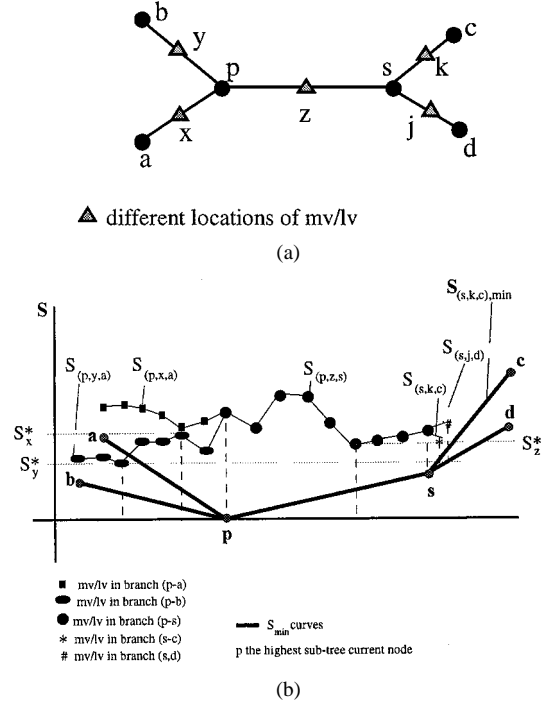 b
y
p
x
a
z
s
c
k
j
d
different locations of mv/lv
(a)
S
S(p,y,a)
S(p,x,a)
S(p,z,s)
S(s,k,c)
S(s,j,d)
S(s,k,c),min
c
d
S*x
a
S*y
b
S*z
s
p
mv/lv in branch (p-a)
mv/lv in branch (p-b)
mv/lv in branch (p-s)
* mv/lv in branch (s-c)
# mv/lv in branch (s,d)
Smin curves
p the highest sub-tree current node
(b)